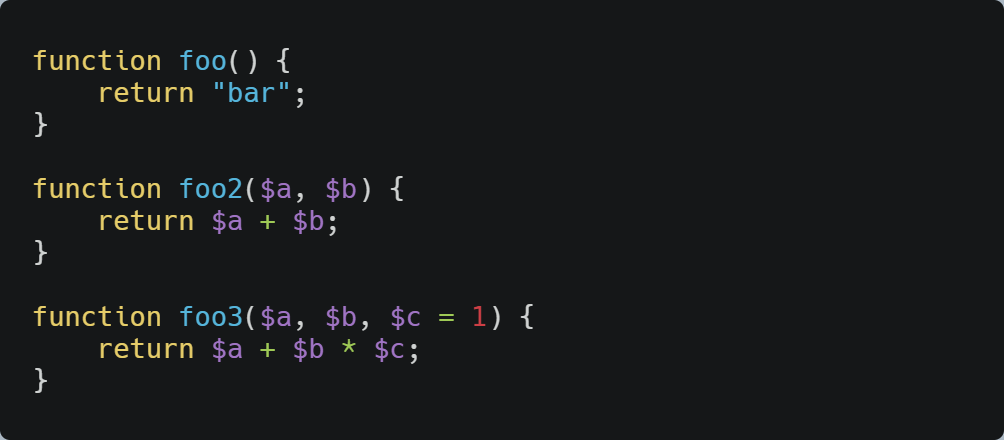 function foo() {
    return "bar";
}

function foo2($a, $b) {
    return $a + $b;
}

function foo3($a, $b, $c = 1) {
    return $a + $b * $c;
}